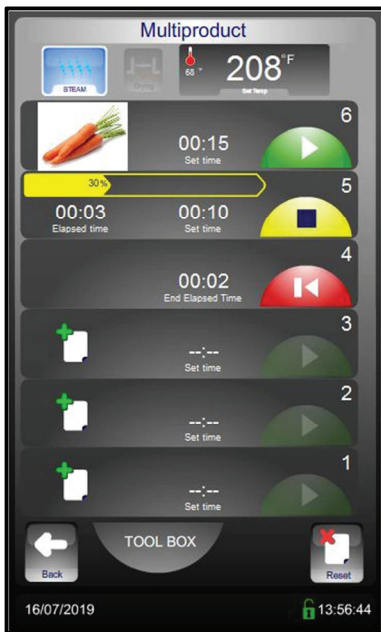 Multiproduct
STEAM
68 °
208°F
Set Temp
6
00:15
Set time
30%
5
00:03
Elapsed time
00:10
Set time
4
00:02
End Elapsed Time
3
--:--
Set time
2
--:--
Set time
1
--:--
Set time
TOOL BOX
Back
Reset
16/07/2019
13:56:44